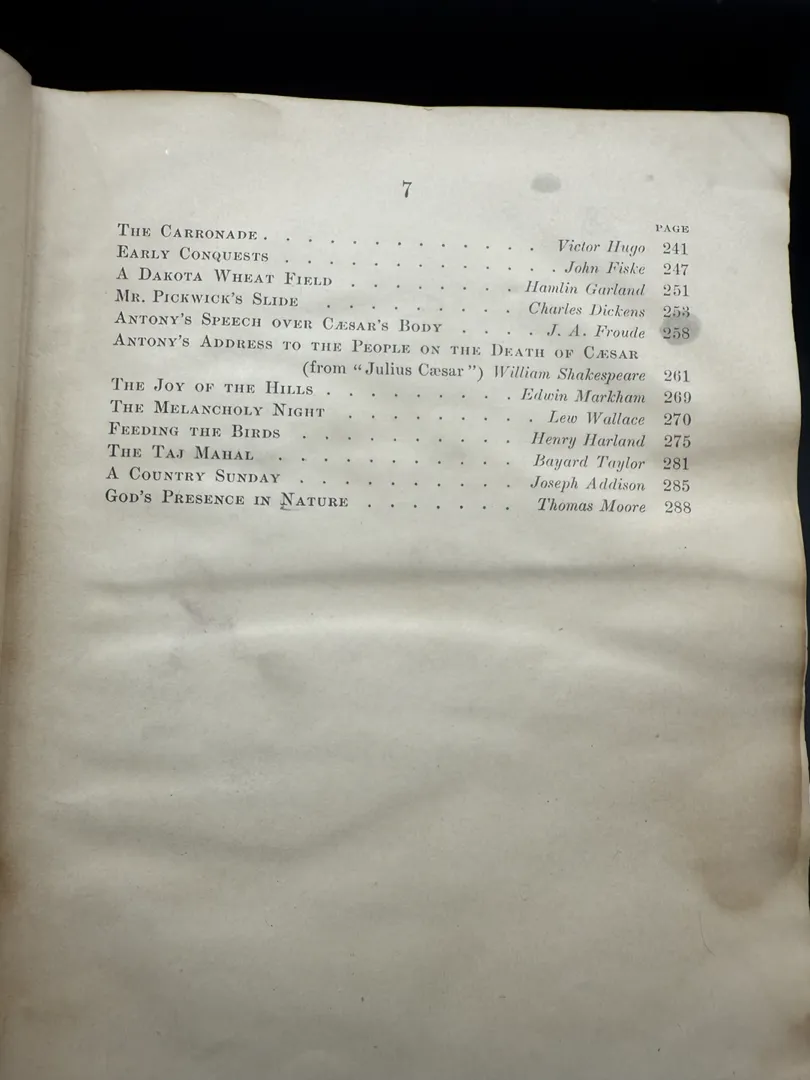 7
PAGE
THE CARRONADE . . . . . . . . . . . . . Victor Hugo 241
EARLY CONQUESTS . . . . . . . . . . . . . John Fiske 247
A DAKOTA WHEAT FIELD . . . . . . . Hamlin Garland 251
MR. PICKWICK'S SLIDE . . . . . . . . Charles Dickens 253
ANTONY'S SPEECH OVER CÆSAR'S BODY . . . . J. A. Froude 258
ANTONY'S ADDRESS TO THE PEOPLE ON THE DEATH OF CÆSAR
(from “Julius Cæsar”) William Shakespeare 261
THE JOY OF THE HILLS . . . . . . . . . Edwin Markham 269
THE MELANCHOLY NIGHT . . . . . . . . . Lew Wallace 270
FEEDING THE BIRDS . . . . . . . . . . Henry Harland 275
THE TAJ MAHAL . . . . . . . . . . . Bayard Taylor 281
A COUNTRY SUNDAY . . . . . . . . . . Joseph Addison 285
GOD'S PRESENCE IN NATURE . . . . . . . Thomas Moore 288